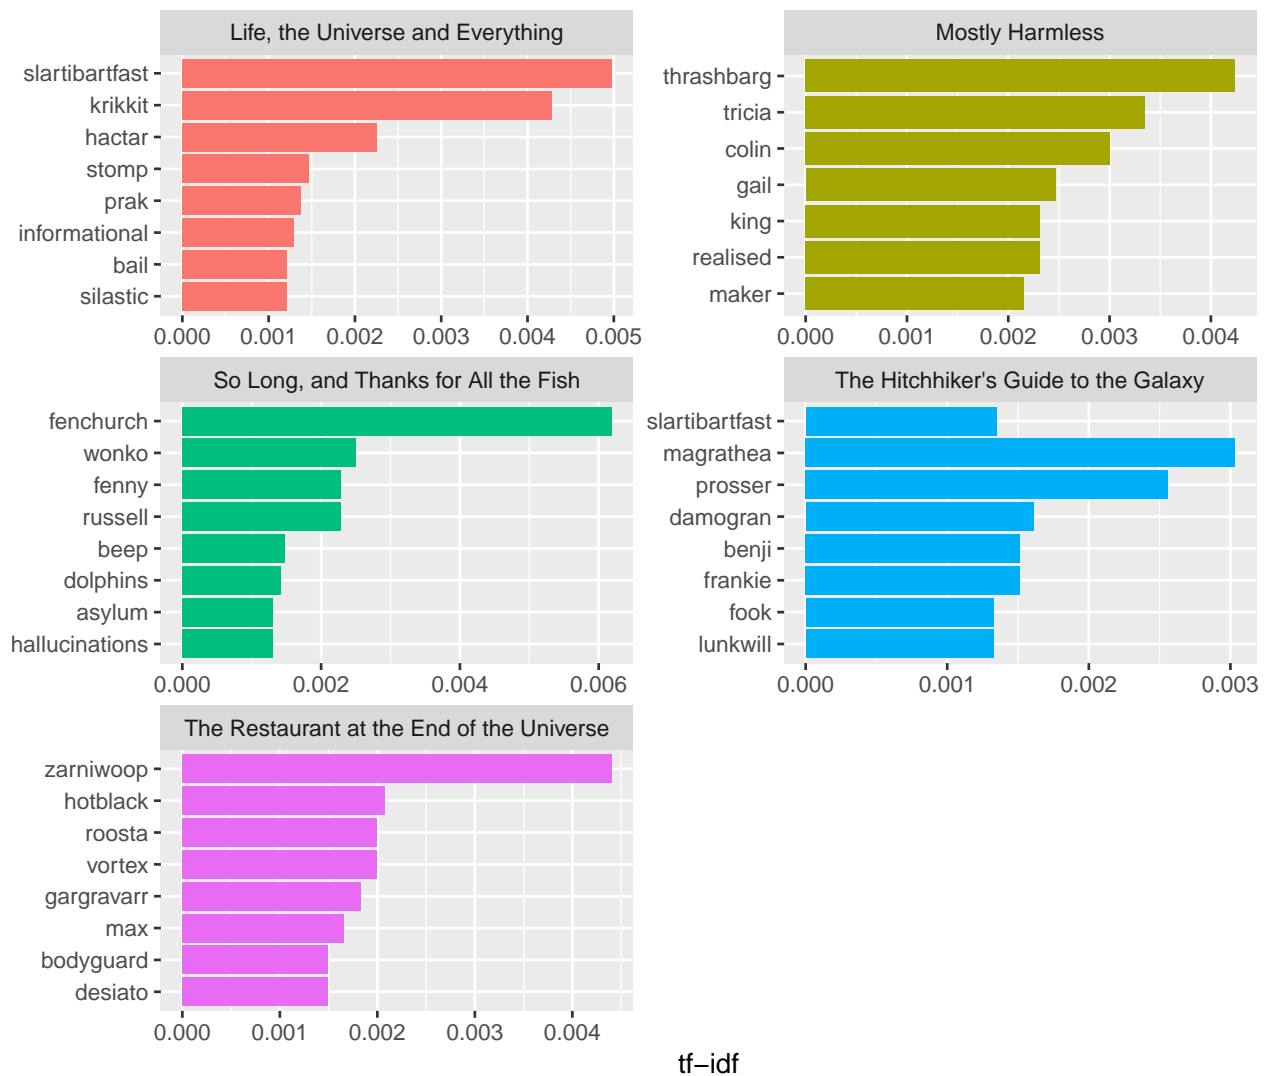 Life, the Universe and Everything
slartibartfast
krikkit
hactar
stomp
prak
informational
bail
silastic
0.000 0.001 0.002 0.003 0.004 0.005
Mostly Harmless
thrashbarg
tricia
colin
gail
king
realised
maker
0.000 0.001 0.002 0.003 0.004
So Long, and Thanks for All the Fish
fenchurch
wonko
fenny
russell
beep
dolphins
asylum
hallucinations
0.000 0.002 0.004 0.006
The Hitchhiker's Guide to the Galaxy
slartibartfast
magrathea
prosser
damogran
benji
frankie
fook
lunkwill
0.000 0.001 0.002 0.003
The Restaurant at the End of the Universe
zarniwoop
hotblack
roosta
vortex
gargravarr
max
bodyguard
desiato
0.000 0.001 0.002 0.003 0.004
tf−idf